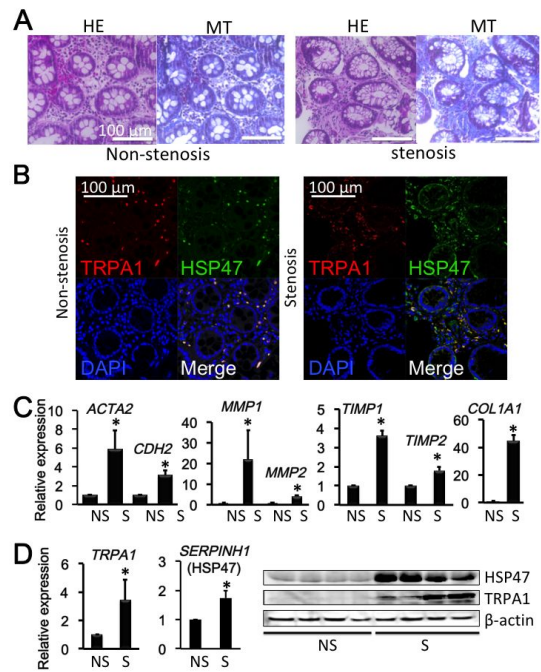 A
HE MT HE MT
100 μm
Non-stenosis stenosis
B
100 μm 100 μm
Non-stenosis
TRPA1 HSP47
DAPI Merge
Stenosis
TRPA1 HSP47
DAPI Merge
C
Relative expression
ACTA2
CDH2
10
8
6
4
2
0
NS S NS S
MMP1
MMP2
40
30
20
10
0
NS S NS S
TIMP1
TIMP2
5
4
3
2
1
0
NS S NS S
COL1A1
60
40
20
0
NS S
* * * * * * *
D
Relative expression
TRPA1
6
4
2
0
*
NS S
SERPINH1
(HSP47)
3
2
1
0
*
NS S
HSP47
TRPA1
β-actin
NS S